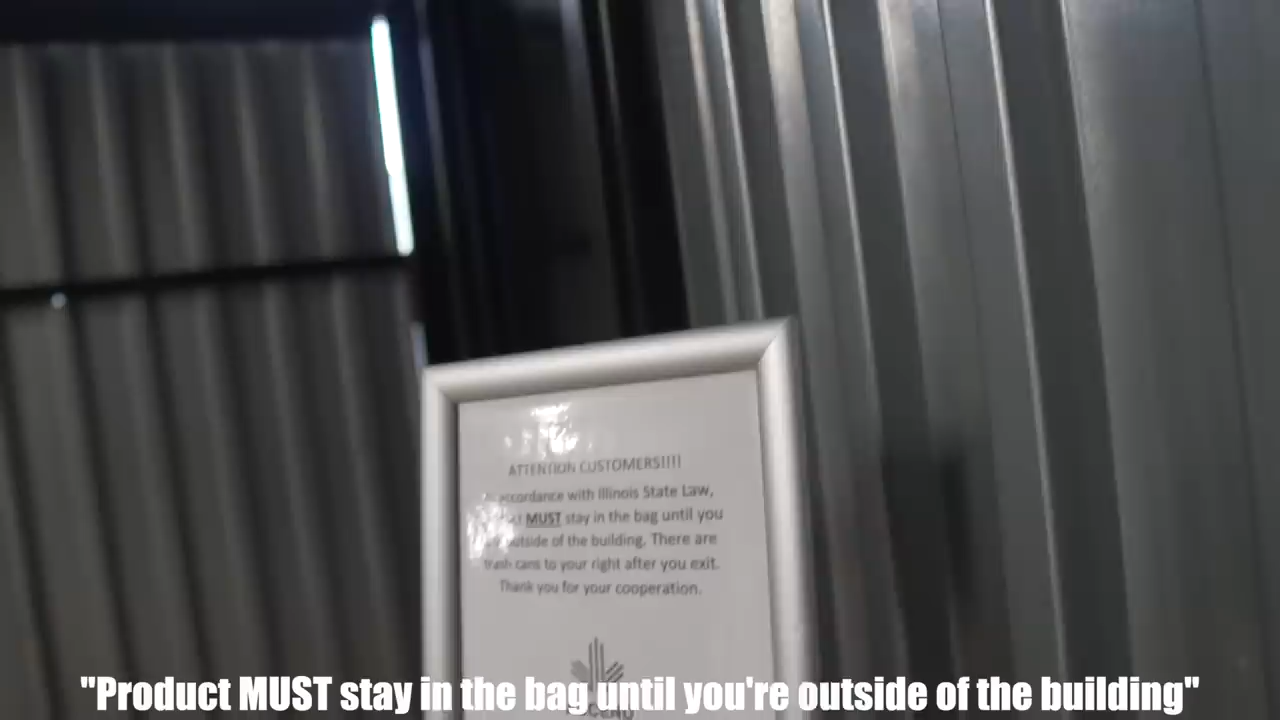 ATTENTION CUSTOMERS!!!!
accordance with Illinois State Law,
MUST stay in the bag until you
outside of the building. There are
trash cans to your right after you exit.
Thank you for your cooperation.
"Product MUST stay in the bag until you're outside of the building"